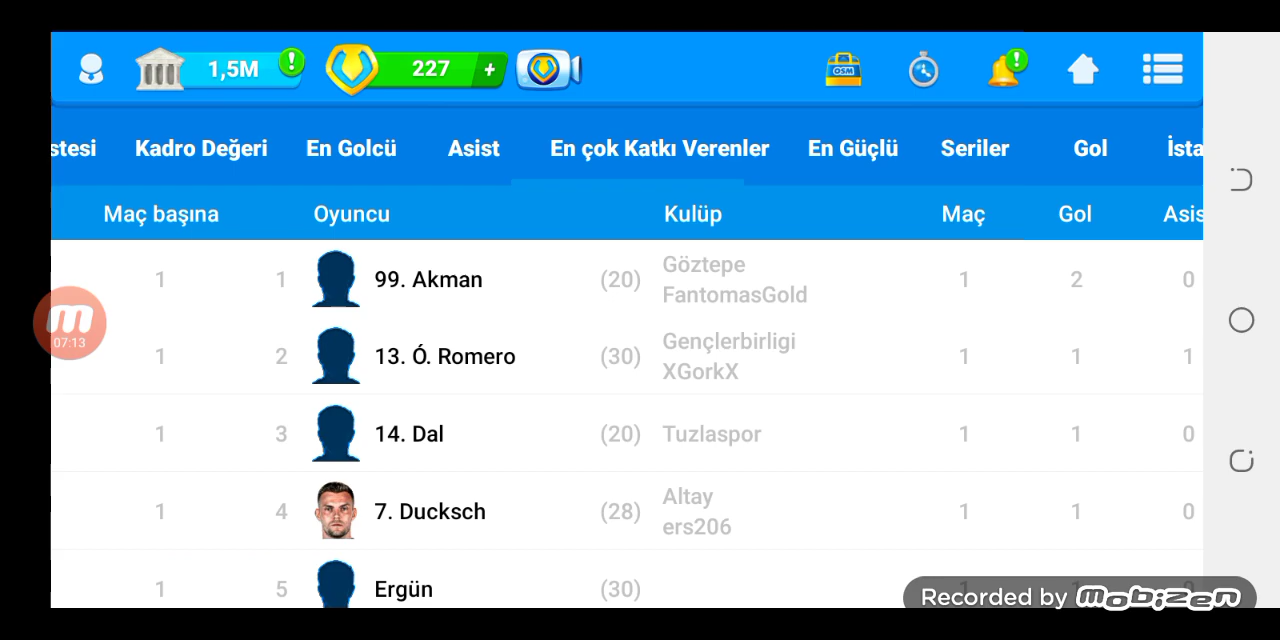 1,5M ! 227 + OSM !
stesi Kadro Değeri En Golcü Asist En çok Katkı Verenler En Güçlü Seriler Gol İsta
Maç başına Oyuncu Kulüp Maç Gol Asis
1 1 99. Akman (20) Göztepe 1 2 0
FantomasGold
m
07:13
1 2 13. Ó. Romero (30) Gençlerbirligi 1 1 1
XGorkX
1 3 14. Dal (20) Tuzlaspor 1 1 0
1 4 7. Ducksch (28) Altay 1 1 0
ers206
1 5 Ergün (30)
Recorded by mobizen